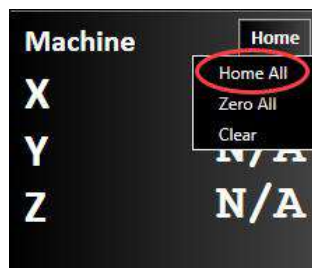 Machine Home
Home All
X
Zero All
Clear
Y N/A
Z N/A